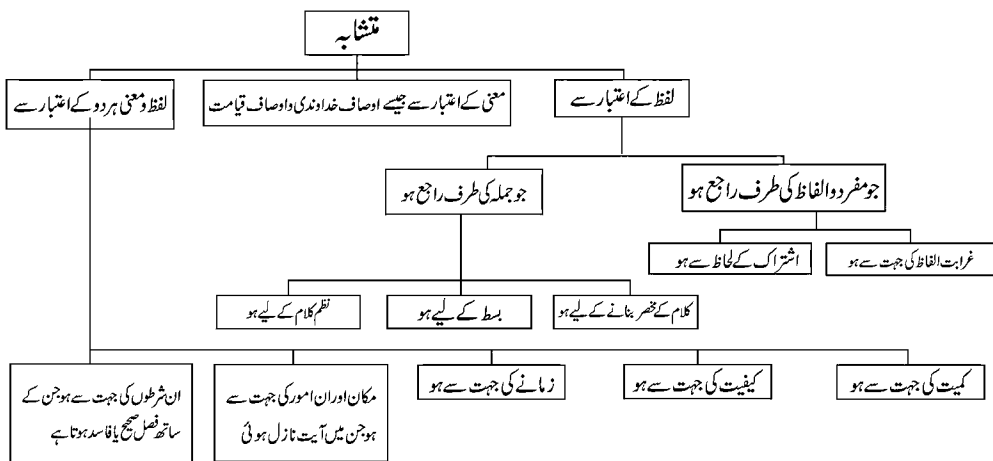 متشابہ
لفظ کے اعتبار سے
معنی کے اعتبار سے جیسے اوصاف خداوندی و اوصاف قیامت
لفظ و معنی ہر دو کے اعتبار سے
جو مفرد و الفاظ کی طرف راجع ہو
جو جملہ کی طرف راجع ہو
غرابت الفاظ کی جہت سے ہو
اشتراک کے لحاظ سے ہو
کلام کے مختصر بنانے کے لیے ہو
بسط کے لیے ہو
نظم کلام کے لیے ہو
کمیت کی جہت سے ہو
کیفیت کی جہت سے ہو
زمانے کی جہت سے ہو
مکان اور ان امور کی جہت سے
ہو جن میں آیت نازل ہوئی
ان شرطوں کی جہت سے ہو جن کے
ساتھ فصل صحیح یا فاسد ہوتا ہے